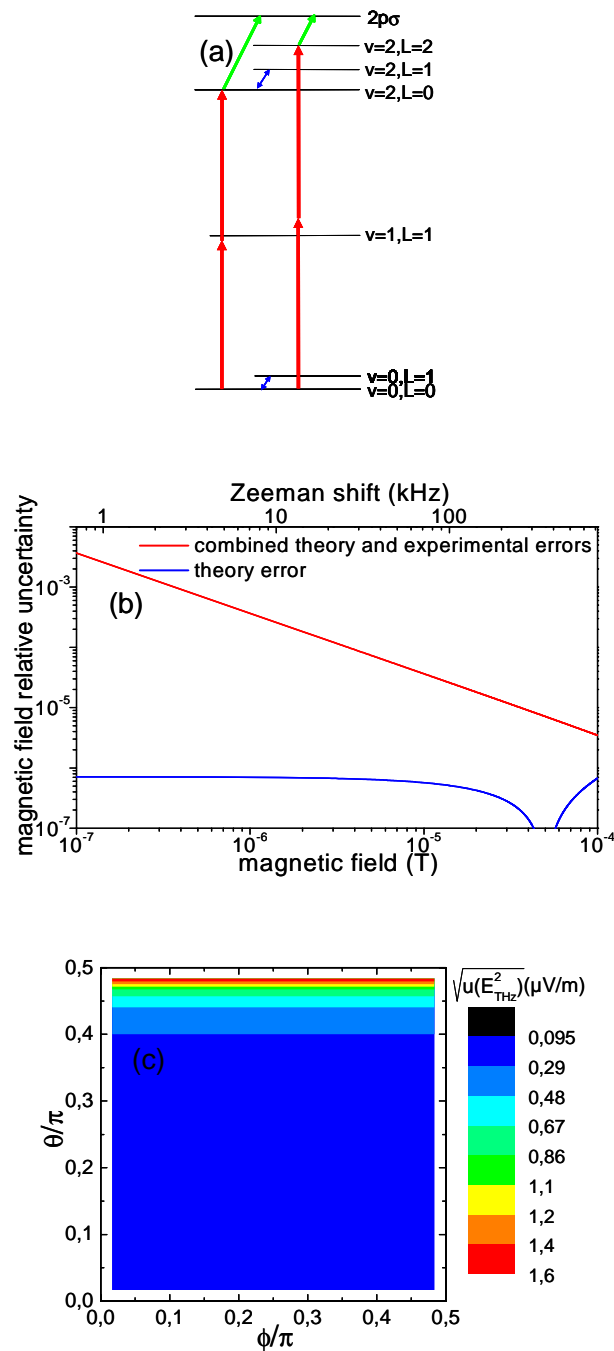 2pσ
(a)
v=2,L=2
v=2,L=1
v=2,L=0
v=1,L=1
v=0,L=1
v=0,L=0
Zeeman shift (kHz)
1 10 100
magnetic field relative uncertainty
combined theory and experimental errors
theory error
(b)
10⁻³
10⁻⁵
10⁻⁷
10⁻⁷ 10⁻⁶ 10⁻⁵ 10⁻⁴
magnetic field (T)
√u(E²_THz)(μV/m)
(c)
θ/π
0,5
0,4
0,3
0,2
0,1
0,0
0,0 0,1 0,2 0,3 0,4 0,5
ϕ/π
0,095
0,29
0,48
0,67
0,86
1,1
1,2
1,4
1,6